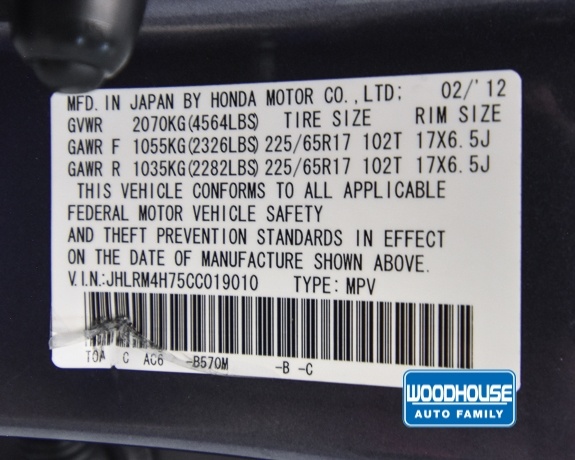 MFD. IN JAPAN BY HONDA MOTOR CO.,LTD; 02/'12
GVWR 2070KG(4564LBS) TIRE SIZE RIM SIZE
GAWR F 1055KG(2326LBS) 225/65R17 102T 17X6.5J
GAWR R 1035KG(2282LBS) 225/65R17 102T 17X6.5J
THIS VEHICLE CONFORMS TO ALL APPLICABLE
FEDERAL MOTOR VEHICLE SAFETY
AND THEFT PREVENTION STANDARDS IN EFFECT
ON THE DATE OF MANUFACTURE SHOWN ABOVE.
V.I.N:JHLRM4H75CC019010 TYPE: MPV
TOA C AC6 -B570M -B -C
WOODHOUSE
AUTO FAMILY